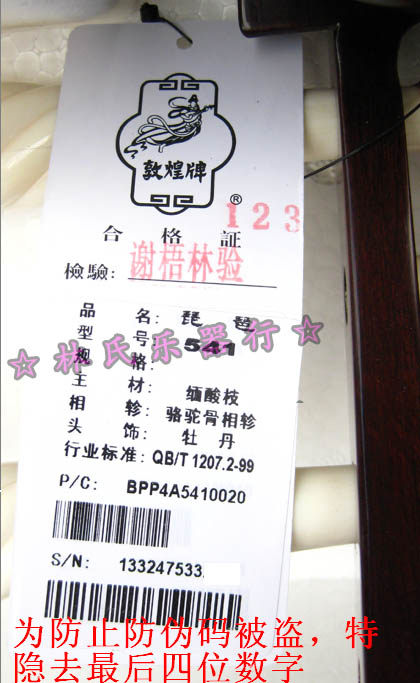 敦煌牌
®
123
合格証
檢驗: 谢梧林验
品名: 琵琶
型号: 541
☆林氏乐器行☆
规格:
主材 缅酸枝
相轸: 骆驼骨相轸
头饰: 牡丹
行业标准: QB/T 1207.2-99
P/C: BPP4A5410020
S/N: 133247533
为防止防伪码被盗，特
隐去最后四位数字